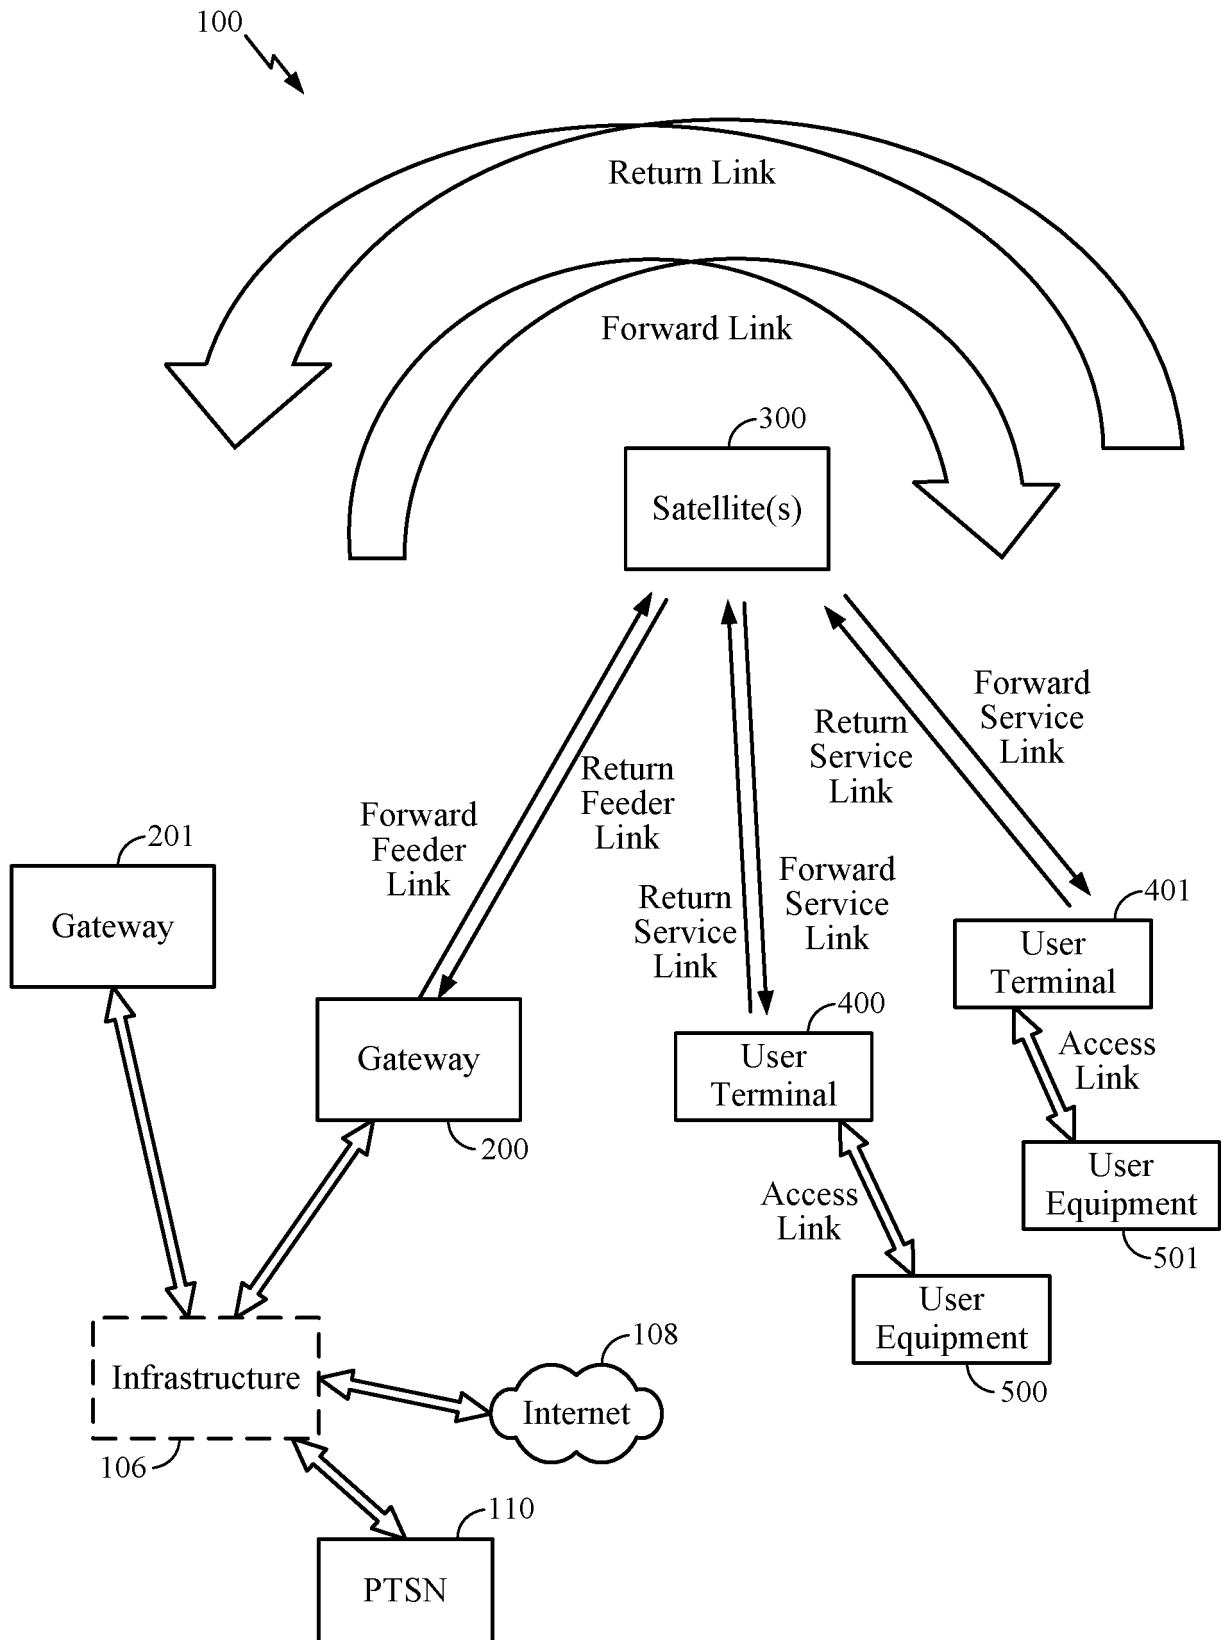 100
Return Link
Forward Link
300
Satellite(s)
Forward
Service
Link
Return
Service
Link
Return
Feeder
Link
Forward
Feeder
Link
201
Gateway
Forward
Service
Link
Return
Service
Link
401
User
Terminal
400
User
Terminal
Gateway
200
Access
Link
User
Equipment
501
Access
Link
User
Equipment
500
Infrastructure
106
108
Internet
110
PTSN